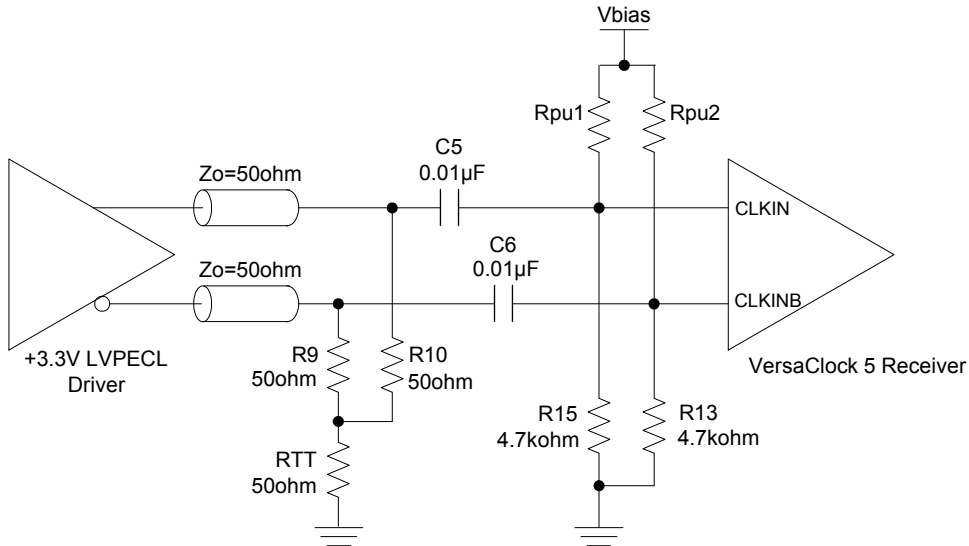 Vbias
Rpu1
Rpu2
C5
0.01µF
Zo=50ohm
CLKIN
C6
0.01µF
Zo=50ohm
CLKINB
+3.3V LVPECL
Driver
R9
50ohm
R10
50ohm
VersaClock 5 Receiver
R15
4.7kohm
R13
4.7kohm
RTT
50ohm